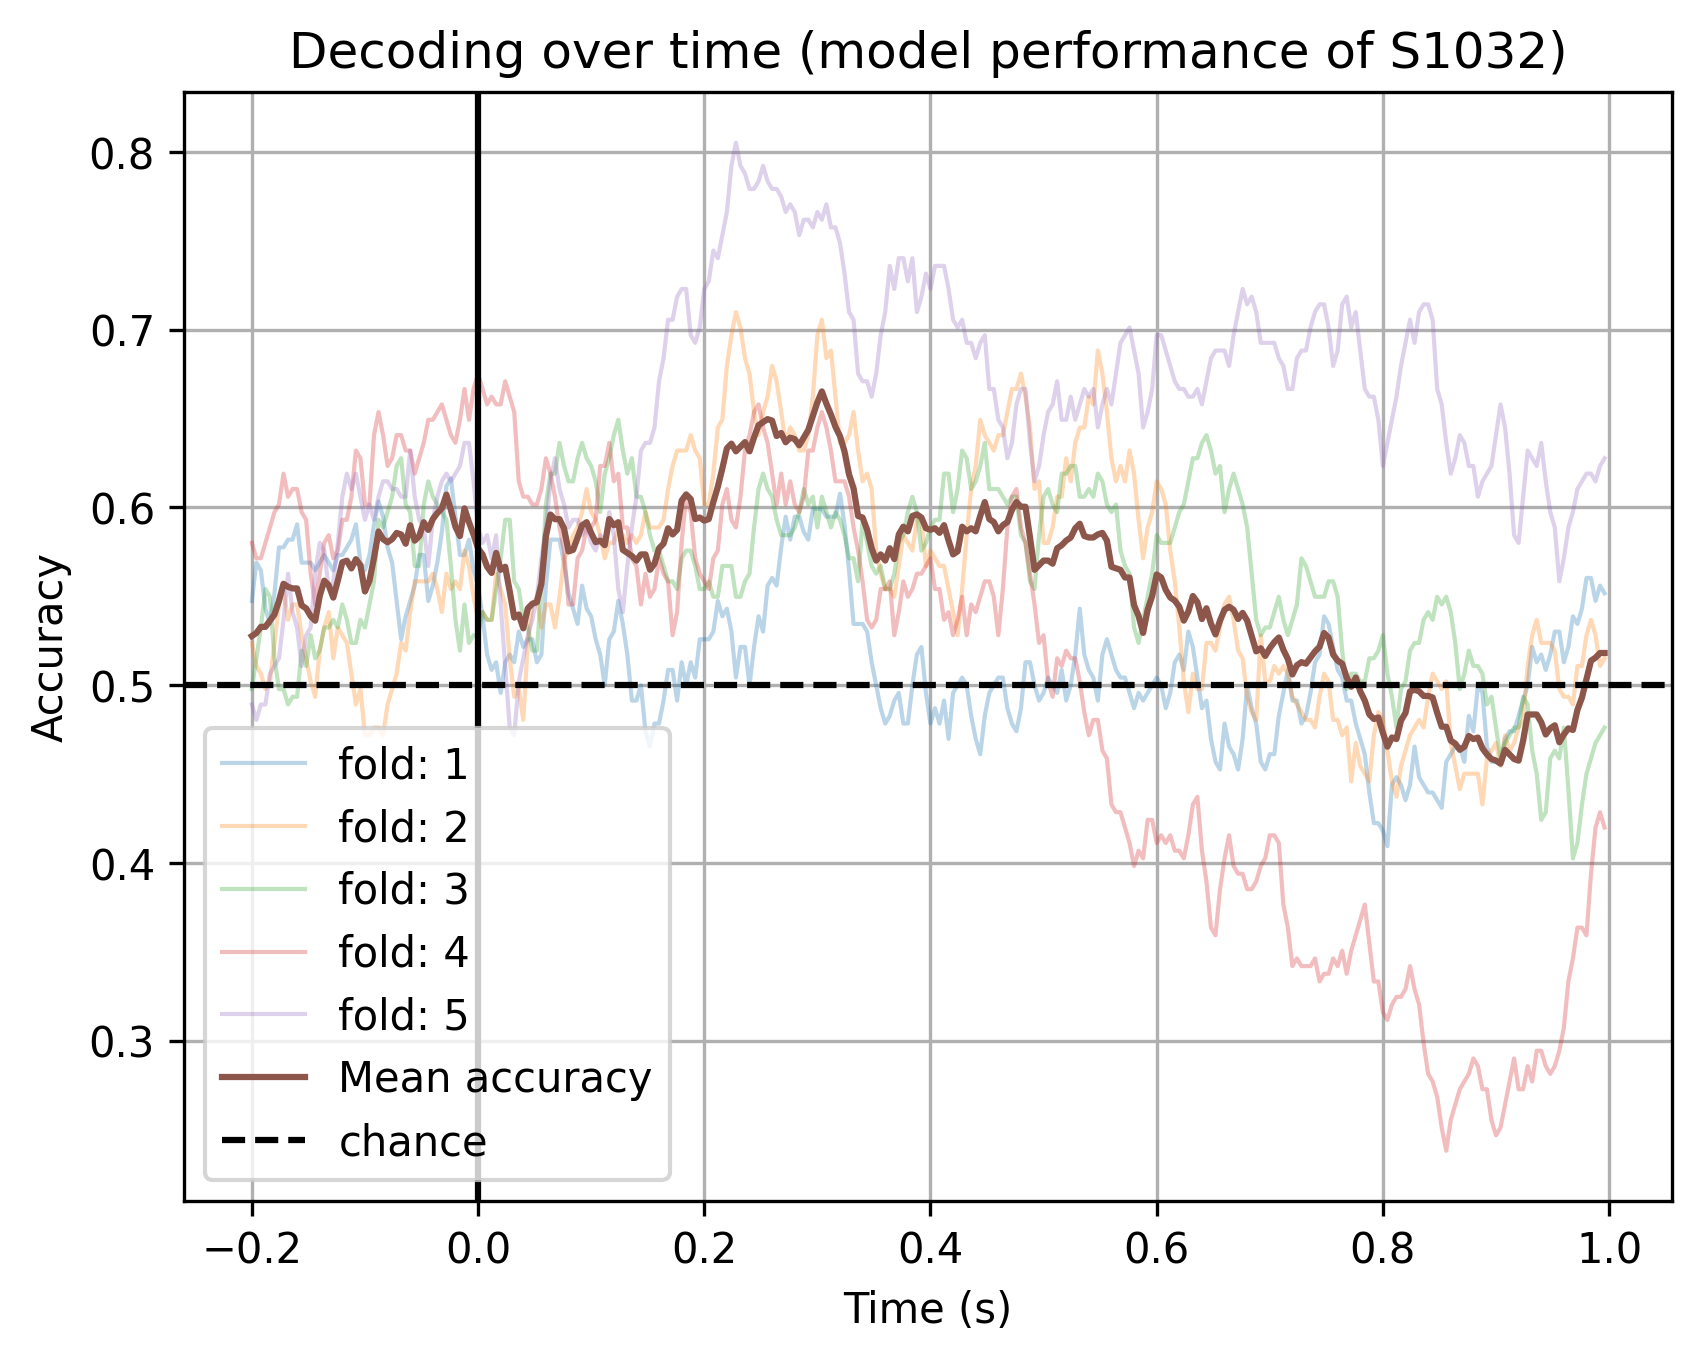 Decoding over time (model performance of S1032)
Accuracy
0.8
0.7
0.6
0.5
0.4
0.3
fold: 1
fold: 2
fold: 3
fold: 4
fold: 5
Mean accuracy
chance
−0.2 0.0 0.2 0.4 0.6 0.8 1.0
Time (s)